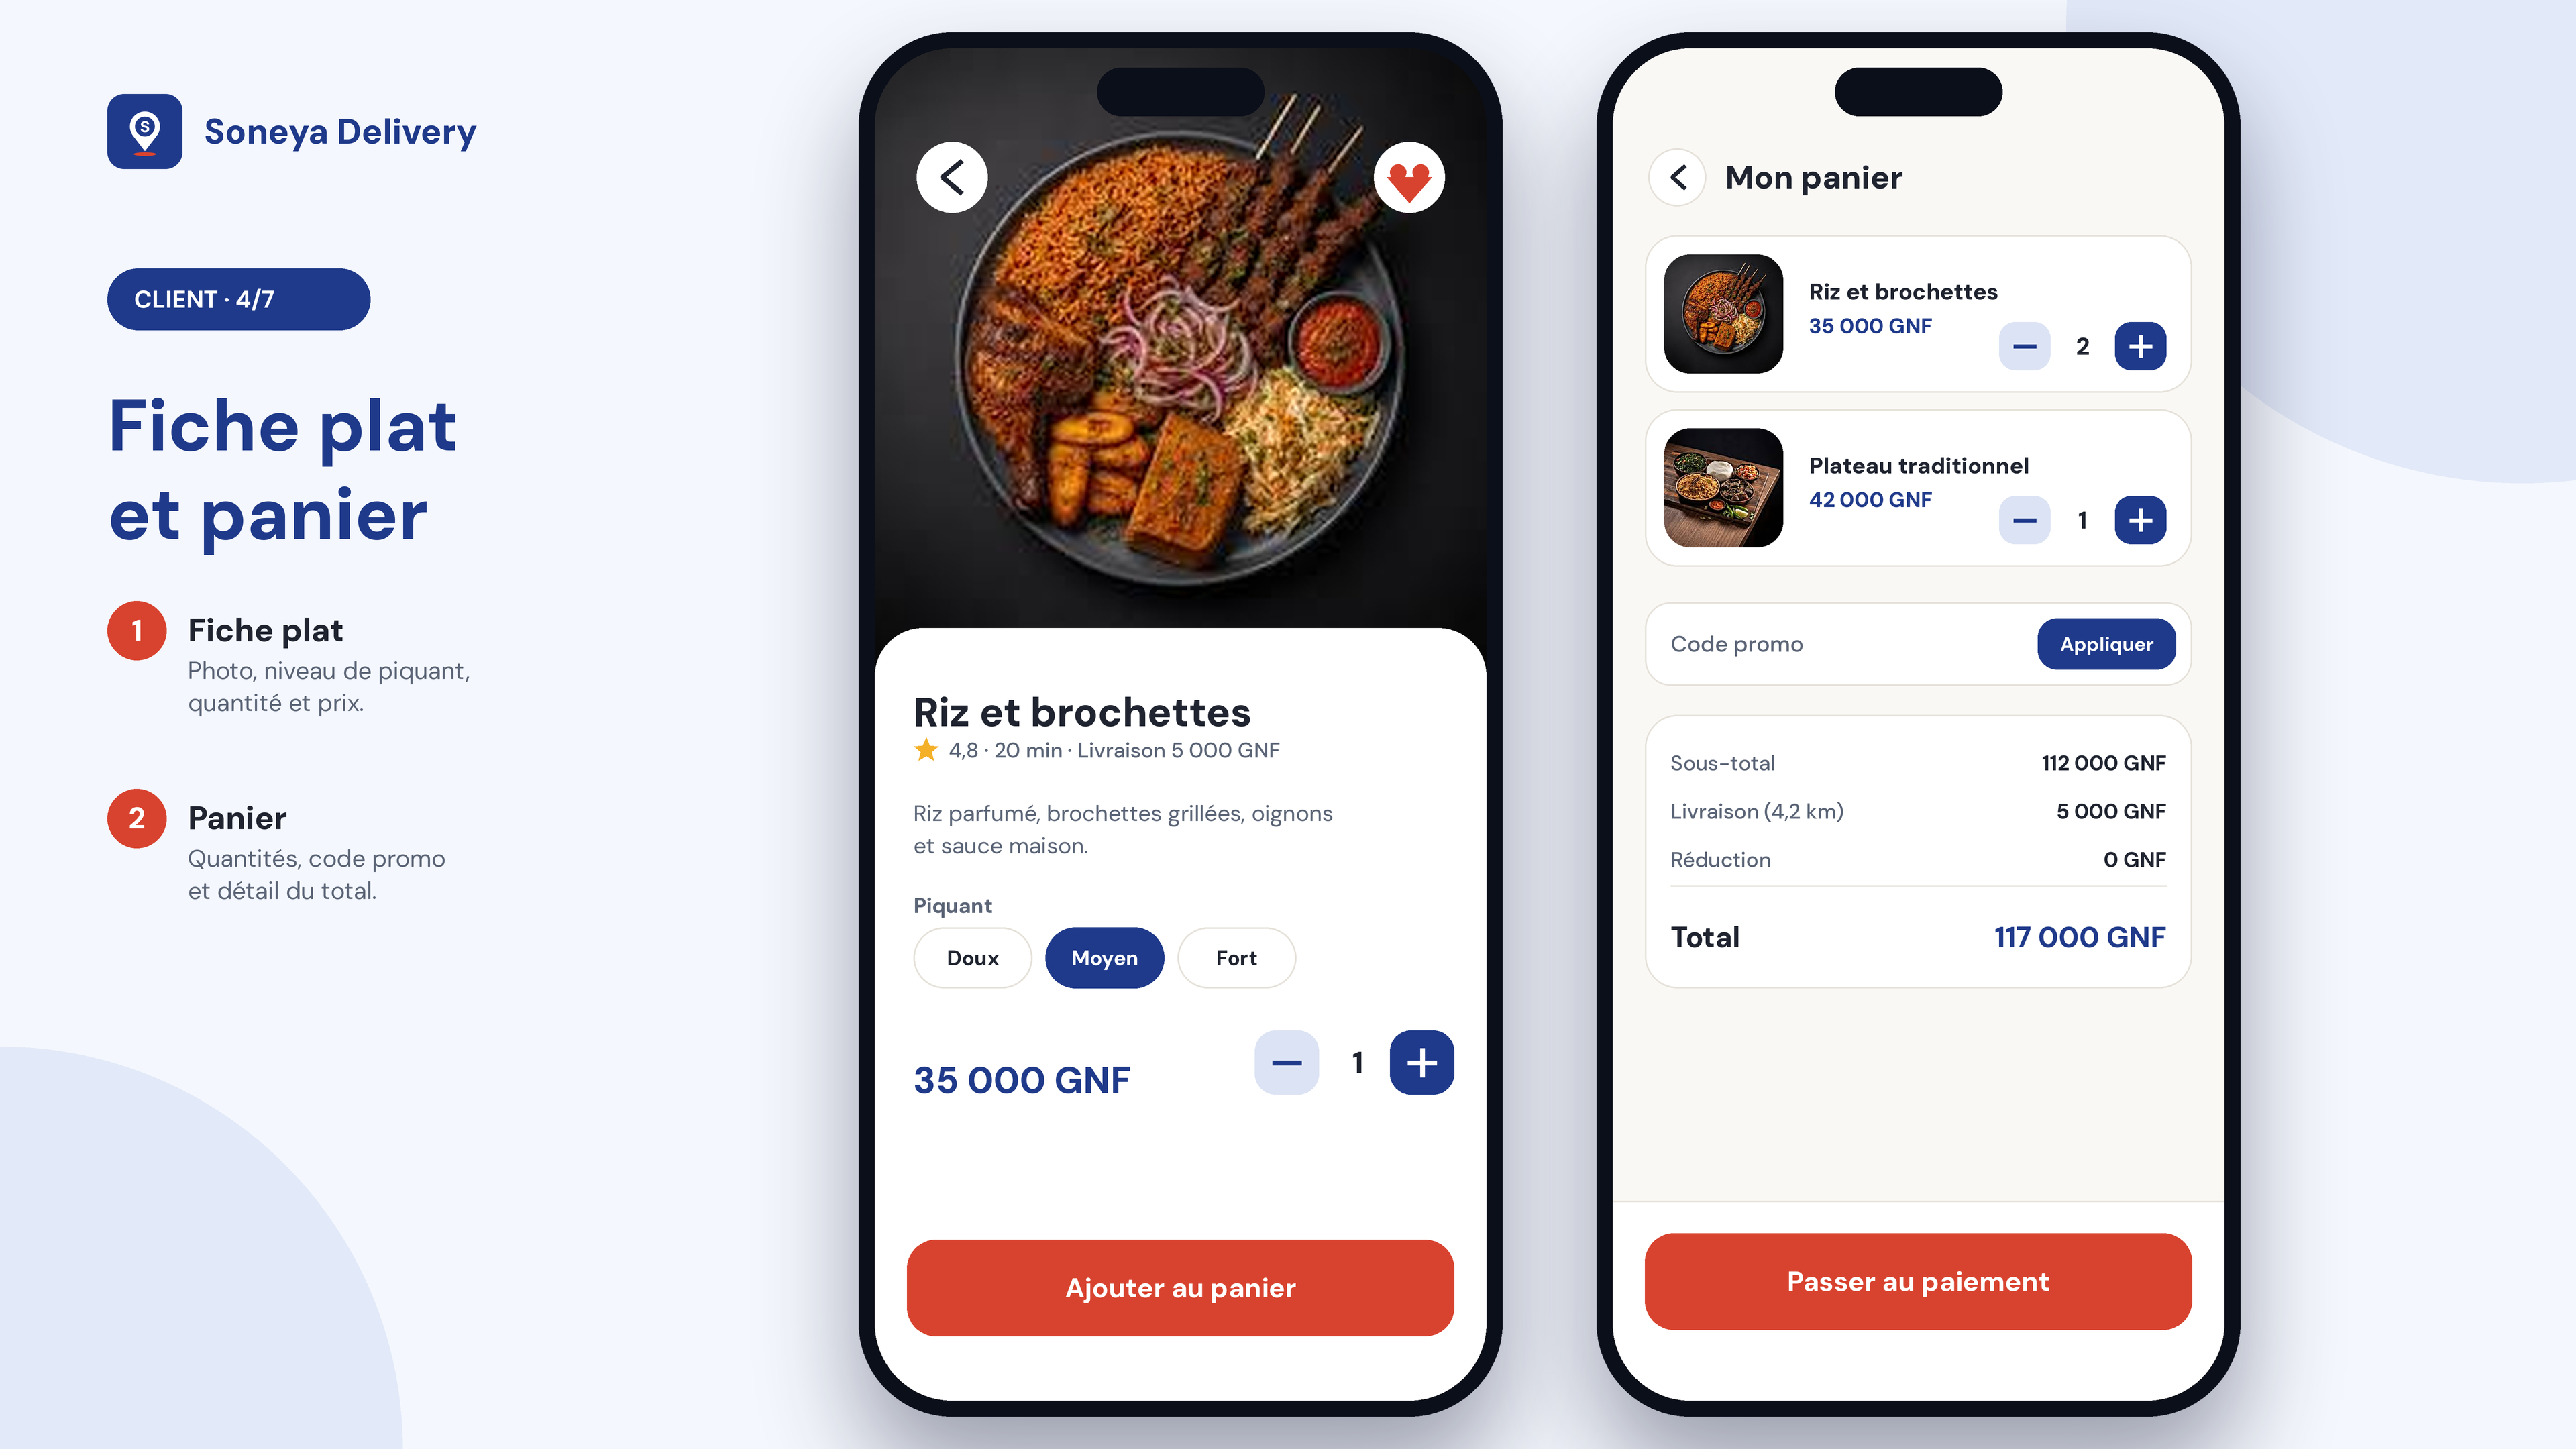 S
Soneya Delivery
CLIENT · 4/7
Fiche plat
et panier
1
Fiche plat
Photo, niveau de piquant,
quantité et prix.
2
Panier
Quantités, code promo
et détail du total.
Riz et brochettes
4,8 · 20 min · Livraison 5 000 GNF
Riz parfumé, brochettes grillées, oignons
et sauce maison.
Piquant
Doux
Moyen
Fort
35 000 GNF
1
Ajouter au panier
Mon panier
Riz et brochettes
35 000 GNF
2
Plateau traditionnel
42 000 GNF
1
Code promo
Appliquer
Sous-total 112 000 GNF
Livraison (4,2 km) 5 000 GNF
Réduction 0 GNF
Total 117 000 GNF
Passer au paiement